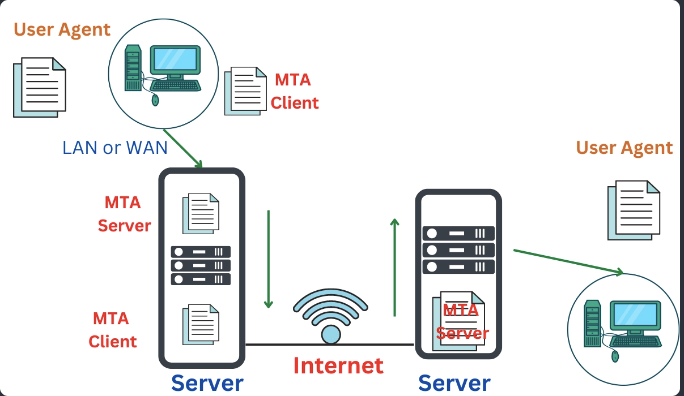 User Agent
MTA
Client
LAN or WAN
User Agent
MTA
Server
MTA
Client
MTA
Server
Internet
Server
Server